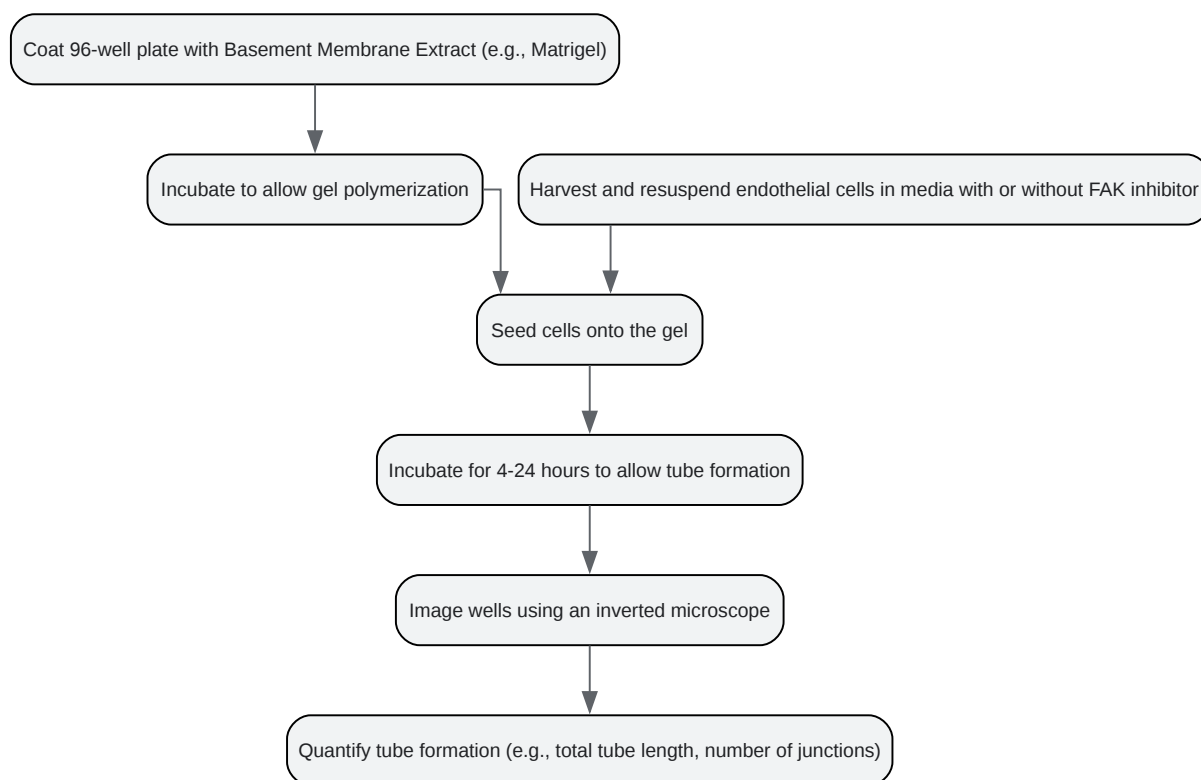 Coat 96-well plate with Basement Membrane Extract (e.g., Matrigel)
Incubate to allow gel polymerization
Harvest and resuspend endothelial cells in media with or without FAK inhibitor
Seed cells onto the gel
Incubate for 4-24 hours to allow tube formation
Image wells using an inverted microscope
Quantify tube formation (e.g., total tube length, number of junctions)